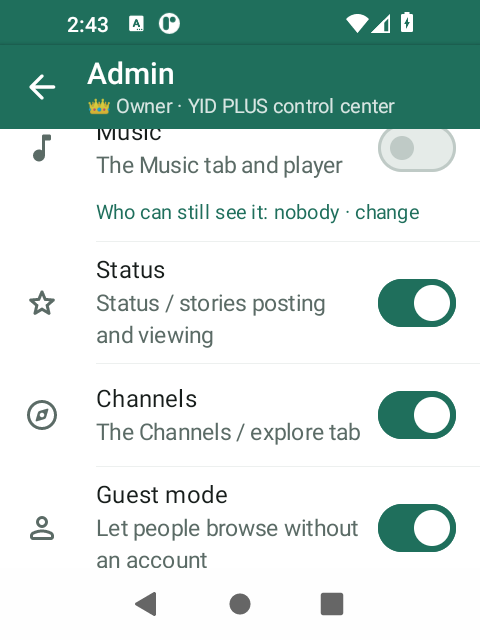 2:43
A
Admin
👑 Owner · YID PLUS control center
Music
The Music tab and player
Who can still see it: nobody · change
Status
Status / stories posting
and viewing
Channels
The Channels / explore tab
Guest mode
Let people browse without
an account